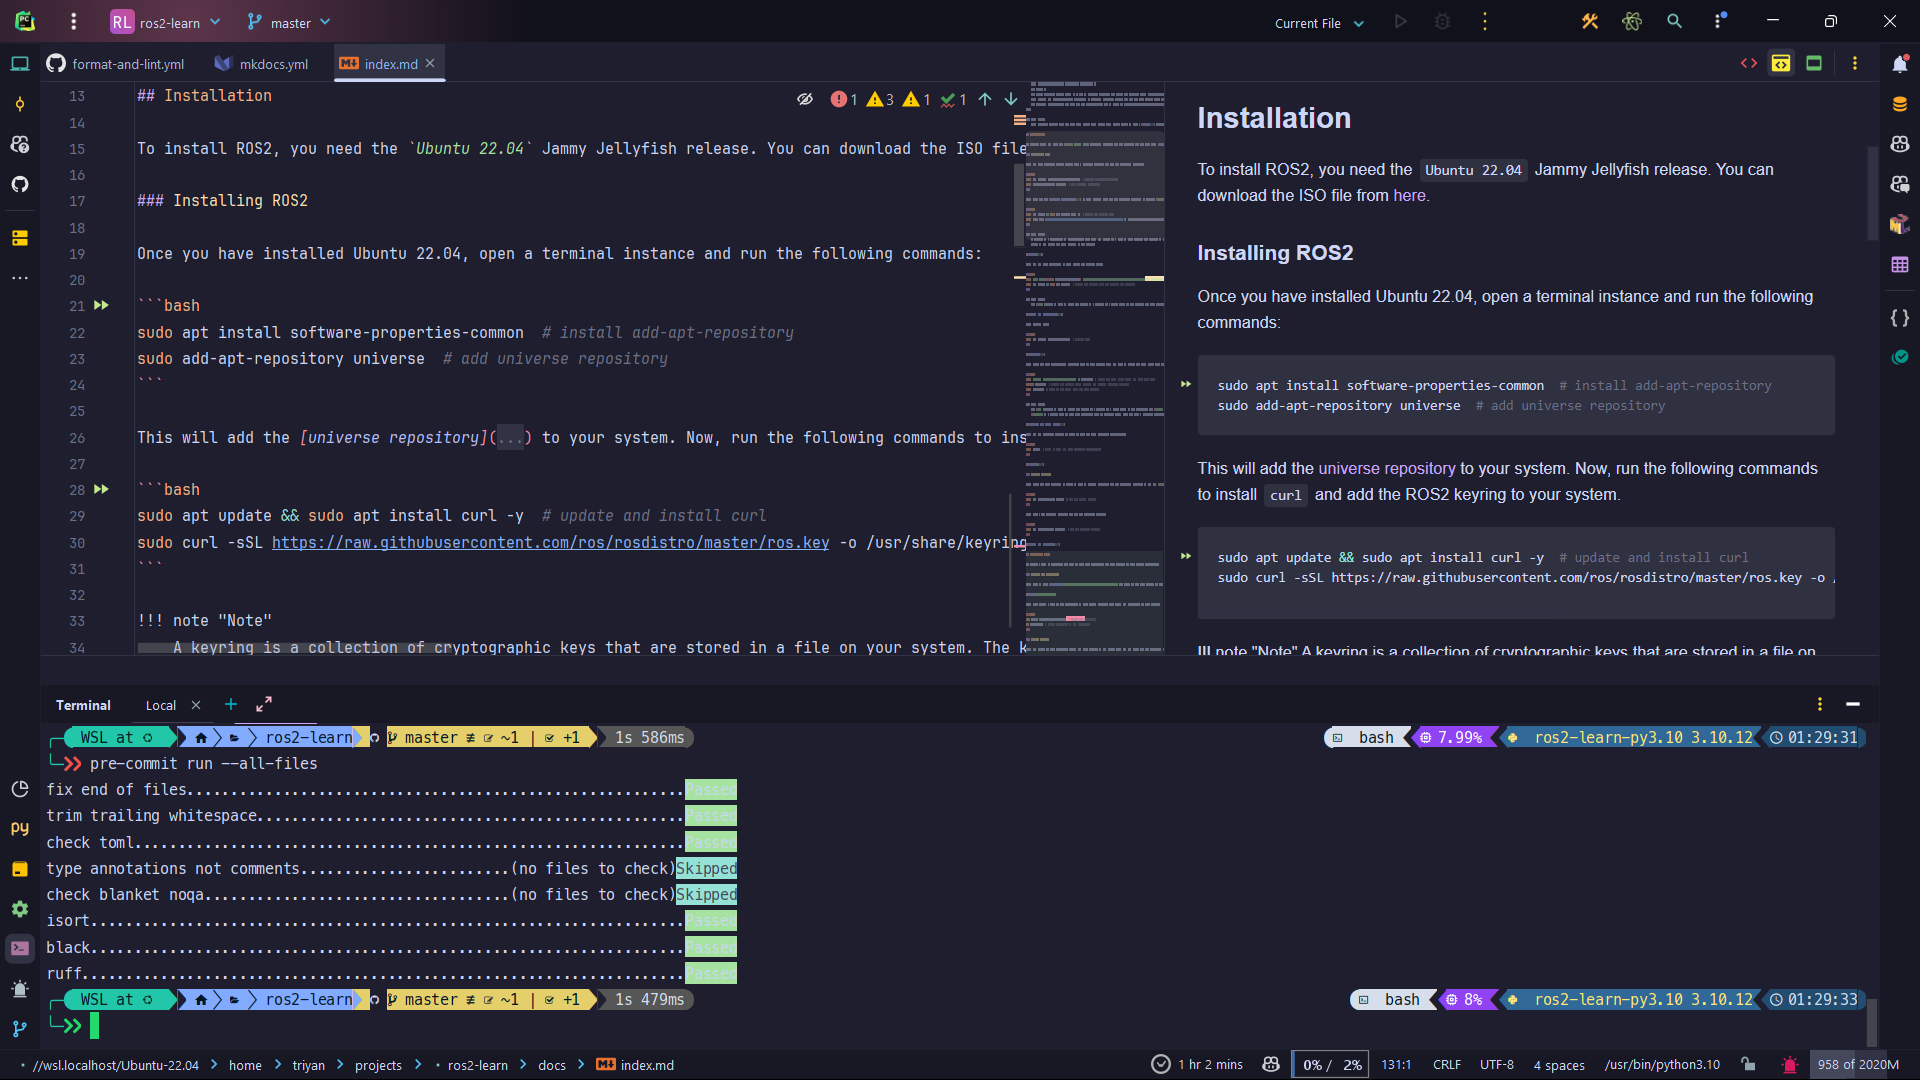 PC
RL ros2-learn
master
Current File
format-and-lint.yml
mkdocs.yml
index.md
13 ## Installation
1 3 1 1
14
15 To install ROS2, you need the `Ubuntu 22.04` Jammy Jellyfish release. You can download the ISO file
16
17 ### Installing ROS2
18
19 Once you have installed Ubuntu 22.04, open a terminal instance and run the following commands:
20
21 ```bash
22 sudo apt install software-properties-common  # install add-apt-repository
23 sudo add-apt-repository universe  # add universe repository
24 ```
25
26 This will add the [universe repository](...) to your system. Now, run the following commands to ins
27
28 ```bash
29 sudo apt update && sudo apt install curl -y  # update and install curl
30 sudo curl -sSL https://raw.githubusercontent.com/ros/rosdistro/master/ros.key -o /usr/share/keyring
31 ```
32
33 !!! note "Note"
34     A keyring is a collection of cryptographic keys that are stored in a file on your system. The k
Installation
To install ROS2, you need the Ubuntu 22.04 Jammy Jellyfish release. You can
download the ISO file from here.
Installing ROS2
Once you have installed Ubuntu 22.04, open a terminal instance and run the following
commands:
sudo apt install software-properties-common  # install add-apt-repository
sudo add-apt-repository universe  # add universe repository
This will add the universe repository to your system. Now, run the following commands
to install curl and add the ROS2 keyring to your system.
sudo apt update && sudo apt install curl -y  # update and install curl
sudo curl -sSL https://raw.githubusercontent.com/ros/rosdistro/master/ros.key -o /
!!! note "Note" A keyring is a collection of cryptographic keys that are stored in a file on
Terminal
Local
WSL at ros2-learn master ≢ ~1 | +1 1s 586ms
bash 7.99% ros2-learn-py3.10 3.10.12 01:29:31
pre-commit run --all-files
fix end of files.........................................................Passed
trim trailing whitespace.................................................Passed
check toml...............................................................Passed
type annotations not comments........................(no files to check)Skipped
check blanket noqa...................................(no files to check)Skipped
isort....................................................................Passed
black....................................................................Passed
ruff.....................................................................Passed
WSL at ros2-learn master ≢ ~1 | +1 1s 479ms
bash 8% ros2-learn-py3.10 3.10.12 01:29:33
py
//wsl.localhost/Ubuntu-22.04 > home > triyan > projects > ros2-learn > docs > index.md
1 hr 2 mins
0% / 2%
131:1
CRLF
UTF-8
4 spaces
/usr/bin/python3.10
958 of 2020M